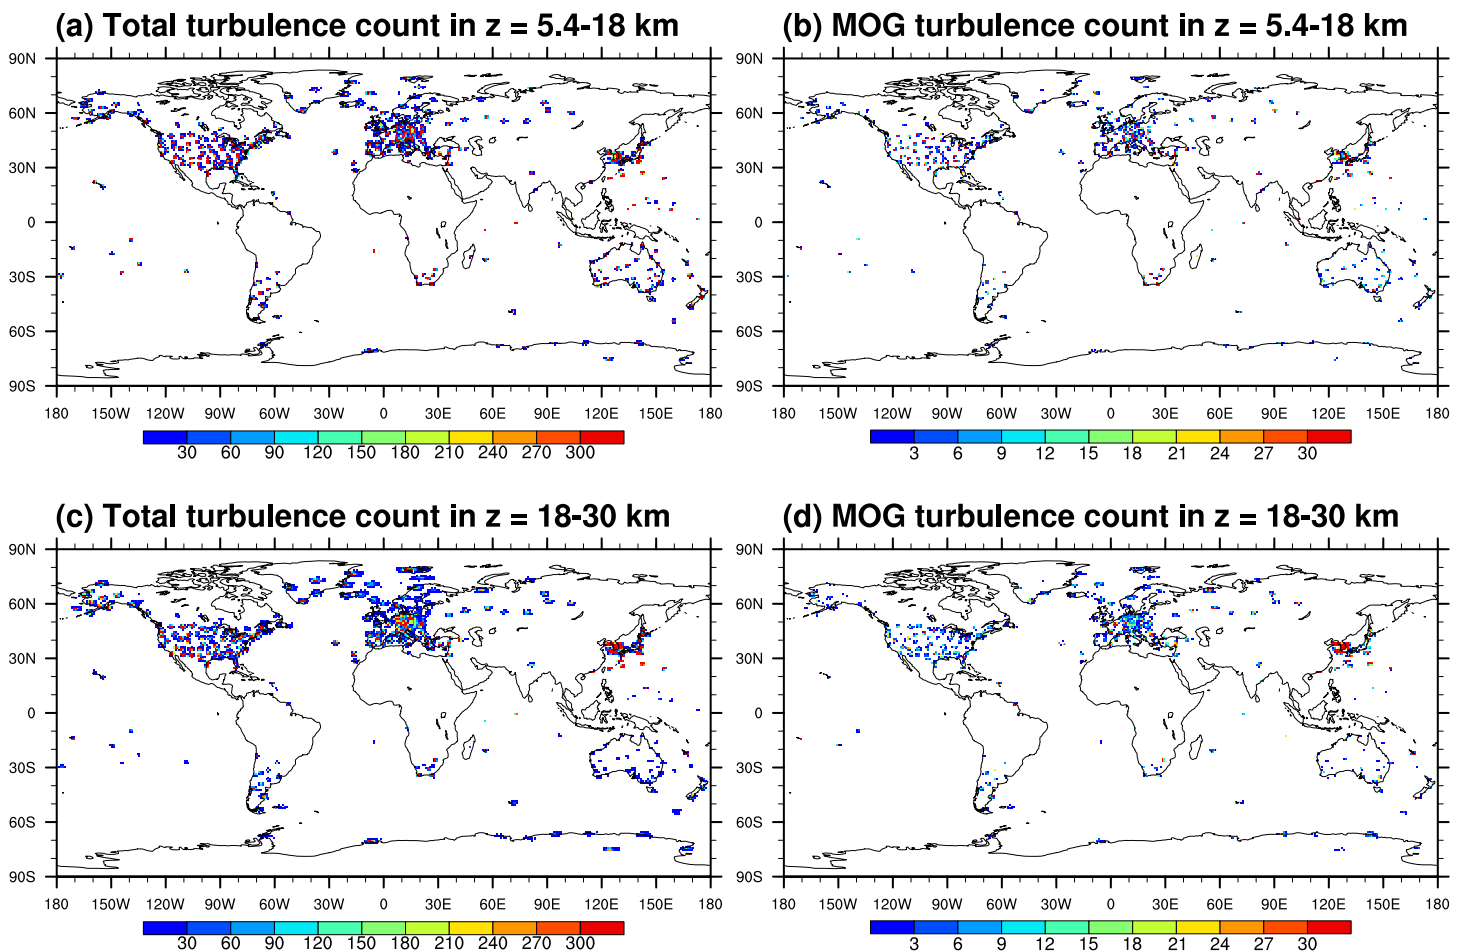 (a) Total turbulence count in z = 5.4-18 km
90N
60N
30N
0
30S
60S
90S
180 150W 120W 90W 60W 30W 0 30E 60E 90E 120E 150E 180
30 60 90 120 150 180 210 240 270 300
(b) MOG turbulence count in z = 5.4-18 km
90N
60N
30N
0
30S
60S
90S
180 150W 120W 90W 60W 30W 0 30E 60E 90E 120E 150E 180
3 6 9 12 15 18 21 24 27 30
(c) Total turbulence count in z = 18-30 km
90N
60N
30N
0
30S
60S
90S
180 150W 120W 90W 60W 30W 0 30E 60E 90E 120E 150E 180
30 60 90 120 150 180 210 240 270 300
(d) MOG turbulence count in z = 18-30 km
90N
60N
30N
0
30S
60S
90S
180 150W 120W 90W 60W 30W 0 30E 60E 90E 120E 150E 180
3 6 9 12 15 18 21 24 27 30